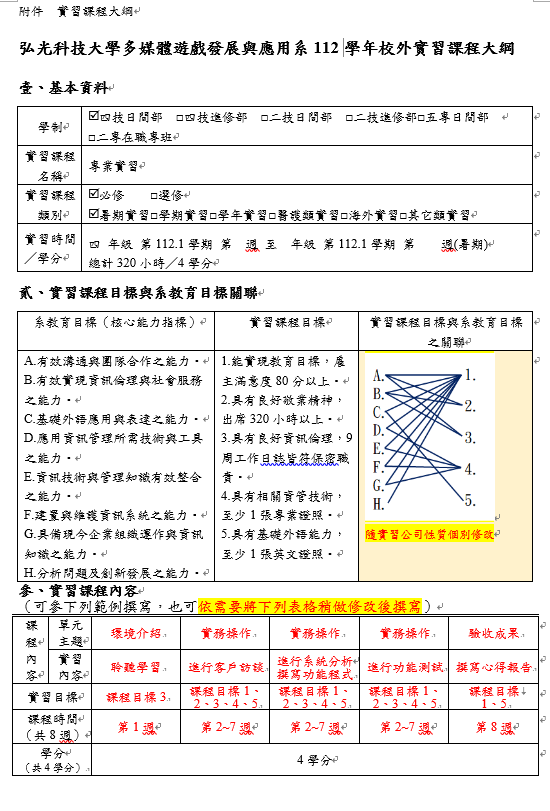 附件　實習課程大綱
弘光科技大學多媒體遊戲發展與應用系 112 學年校外實習課程大綱
壹、基本資料
學制
☑四技日間部　□四技進修部　□二技日間部　□二技進修部□五專日間部
□二專在職專班
實習課程
名稱
專業實習
實習課程
類別
☑必修　　□選修
☑暑期實習□學期實習□學年實習□醫護類實習□海外實習□其它類實習
實習時間
／學分
四 年級 第 112.1 學期 第　週 至　年級 第 112.1 學期 第　　週(暑期)
總計 320 小時／4 學分
貳、實習課程目標與系教育目標關聯
系教育目標（核心能力指標）
實習課程目標
實習課程目標與系教育目標
之關聯
A.有效溝通與團隊合作之能力。
B.有效實現資訊倫理與社會服務
之能力。
C.基礎外語應用與表達之能力。
D.應用資訊管理所需技術與工具
之能力。
E.資訊技術與管理知識有效整合
之能力。
F.建置與維護資訊系統之能力。
G.具備現今企業組織運作與資訊
知識之能力。
H.分析問題及創新發展之能力。
1.能實現教育目標，雇
主滿意度 80 分以上。
2.具有良好敬業精神，
出席 320 小時以上。
3.具有良好資訊倫理，9
周工作日誌皆符保密職
責。
4.具有相關資管技術，
至少 1 張專業證照。
5.具有基礎外語能力，
至少 1 張英文證照。
A.
B.
C.
D.
E.
F.
G.
H.
1.
2.
3.
4.
5.
隨實習公司性質個別修改
參、實習課程內容
（可參下列範例撰寫，也可依需要將下列表格稍做修改後撰寫）
課
程
內
容
單元
主題
環境介紹
實務操作
實務操作
實務操作
驗收成果
實習
內容
聆聽學習
進行客戶訪談
進行系統分析
撰寫功能程式
進行功能測試
撰寫心得報告
實習目標
課程目標 3
課程目標 1、
2、3、4、5
課程目標 1、
2、3、4、5
課程目標 1、
2、3、4、5
課程目標
1、5
課程時間
（共 8 週）
第 1 週
第 2~7 週
第 2~7 週
第 2~7 週
第 8 週
學分
（共 4 學分）
4 學分